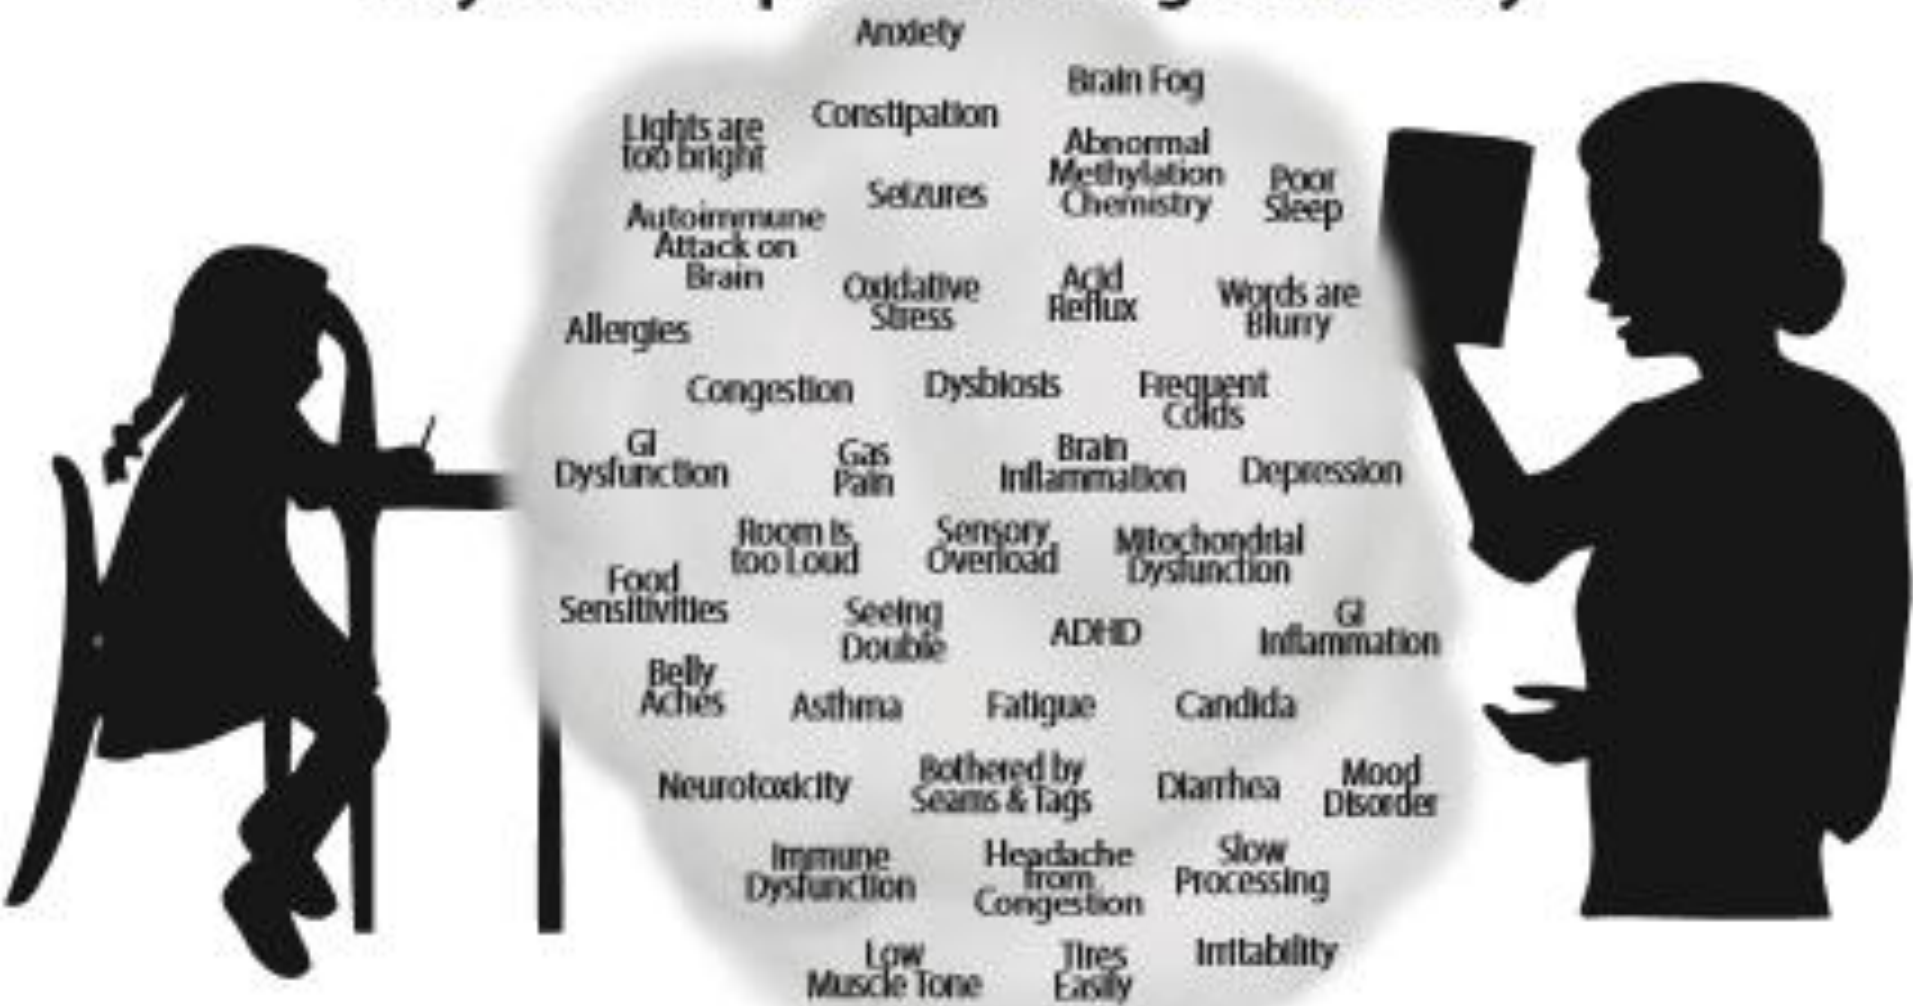 Anxiety
Brain Fog
Constipation
Lights are
too bright
Abnormal
Methylation
Chemistry
Poor
Sleep
Seizures
Autoimmune
Attack on
Brain
Oxidative
Stress
Acid
Reflux
Words are
Blurry
Allergies
Congestion
Dysbiosis
Frequent
Colds
GI
Dysfunction
Gas
Pain
Brain
Inflammation
Depression
Room is
too Loud
Sensory
Overload
Mitochondrial
Dysfunction
Food
Sensitivities
Seeing
Double
ADHD
GI
Inflammation
Belly
Aches
Asthma
Fatigue
Candida
Neurotoxicity
Bothered by
Seams & Tags
Diarrhea
Mood
Disorder
Immune
Dysfunction
Headache
from
Congestion
Slow
Processing
Low
Muscle Tone
Tires
Easily
Irritability